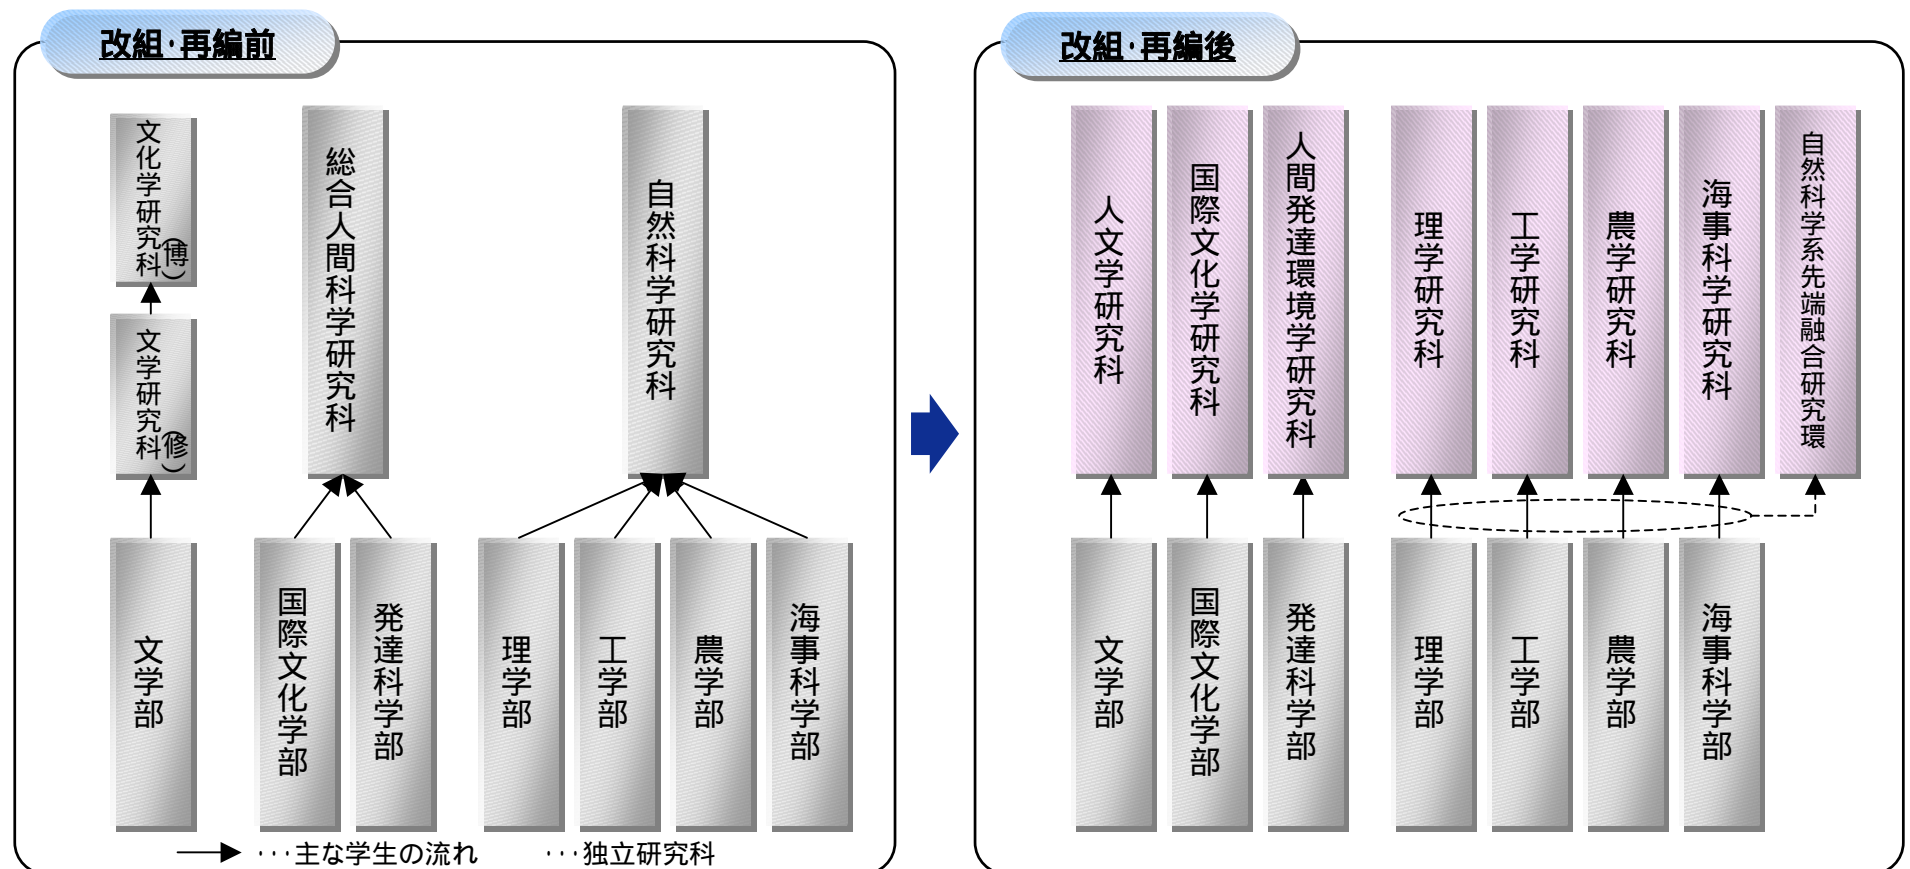 改組･再編前
文化学研究科(博)
文学研究科(修)
総合人間科学研究科
自然科学研究科
文学部
国際文化学部
発達科学部
理学部
工学部
農学部
海事科学部
･･･主な学生の流れ
･･･独立研究科
改組･再編後
人文学研究科
国際文化学研究科
人間発達環境学研究科
理学研究科
工学研究科
農学研究科
海事科学研究科
自然科学系先端融合研究環
文学部
国際文化学部
発達科学部
理学部
工学部
農学部
海事科学部